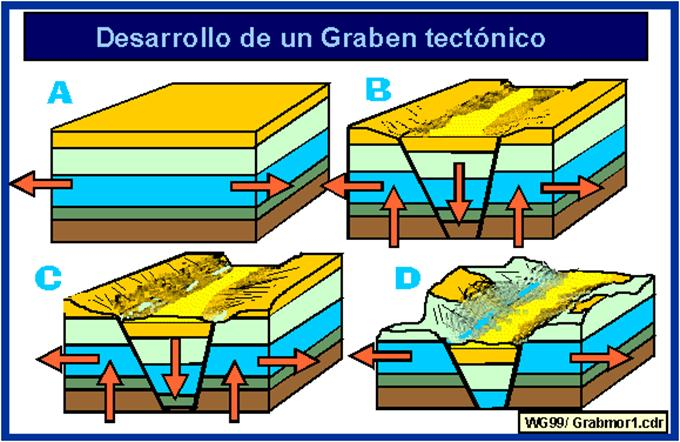 Desarrollo de un Graben tectónico
A
B
C
D
WG99/ Grabmor1.cdr